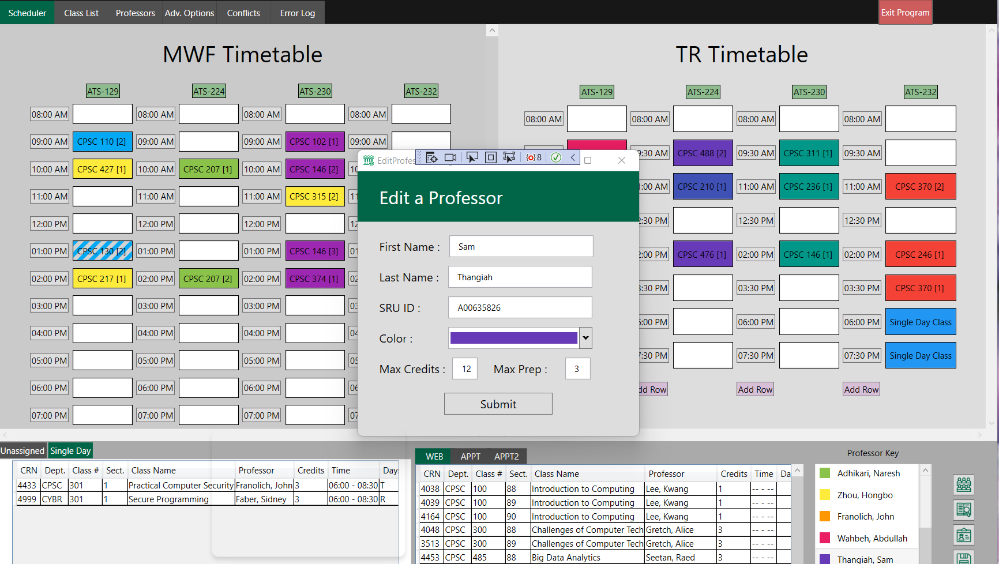 Scheduler Class List Professors Adv. Options Conflicts Error Log Exit Program
MWF Timetable
ATS-129 ATS-224 ATS-230 ATS-232
08:00 AM 08:00 AM 08:00 AM 08:00 AM
09:00 AM CPSC 110 [2] 09:00 AM 09:00 AM CPSC 102 [1] 09:00 AM
10:00 AM CPSC 427 [1] 10:00 AM CPSC 207 [1] 10:00 AM CPSC 146 [2] 10
11:00 AM 11:00 AM 11:00 AM CPSC 315 [2] 11
12:00 PM 12:00 PM 12:00 PM 12
01:00 PM CPSC 130 [2] 01:00 PM 01:00 PM CPSC 146 [3] 01
02:00 PM CPSC 217 [1] 02:00 PM CPSC 207 [2] 02:00 PM CPSC 374 [1] 02
03:00 PM 03:00 PM 03:00 PM 03
04:00 PM 04:00 PM 04:00 PM 04
05:00 PM 05:00 PM 05:00 PM 05
06:00 PM 06:00 PM 06:00 PM 06
07:00 PM 07:00 PM 07:00 PM 07
TR Timetable
ATS-129 ATS-224 ATS-230 ATS-232
08:00 AM 08:00 AM 08:00 AM 08:00 AM
9:30 AM CPSC 488 [2] 09:30 AM CPSC 311 [1] 09:30 AM
1:00 AM CPSC 210 [1] 11:00 AM CPSC 236 [1] 11:00 AM CPSC 370 [2]
2:30 PM 12:30 PM 12:30 PM
2:00 PM CPSC 476 [1] 02:00 PM CPSC 146 [1] 02:00 PM CPSC 246 [1]
3:30 PM 03:30 PM 03:30 PM CPSC 370 [1]
6:00 PM 06:00 PM 06:00 PM Single Day Class
7:30 PM 07:30 PM 07:30 PM Single Day Class
dd Row Add Row Add Row
EditProfes 8
Edit a Professor
First Name : Sam
Last Name : Thangiah
SRU ID : A00635826
Color :
Max Credits : 12 Max Prep : 3
Submit
Unassigned Single Day
CRN Dept. Class # Sect. Class Name Professor Credits Time Day
4433 CPSC 301 1 Practical Computer Security Franolich, John 3 06:00 - 08:30 T
4999 CYBR 301 1 Secure Programming Faber, Sidney 3 06:00 - 08:30 R
WEB APPT APPT2
CRN Dept. Class # Sect. Class Name Professor Credits Time Da
4038 CPSC 100 88 Introduction to Computing Lee, Kwang 1 -- - --
4039 CPSC 100 89 Introduction to Computing Lee, Kwang 1 -- - --
4164 CPSC 100 90 Introduction to Computing Lee, Kwang 1 -- - --
4048 CPSC 300 88 Challenges of Computer Tech Gretch, Alice 3 -- - --
3513 CPSC 300 89 Challenges of Computer Tech Gretch, Alice 3 -- - --
4453 CPSC 485 88 Big Data Analytics Seetan, Raed 3 -- - --
Professor Key
Adhikari, Naresh
Zhou, Hongbo
Franolich, John
Wahbeh, Abdullah
Thangiah, Sam